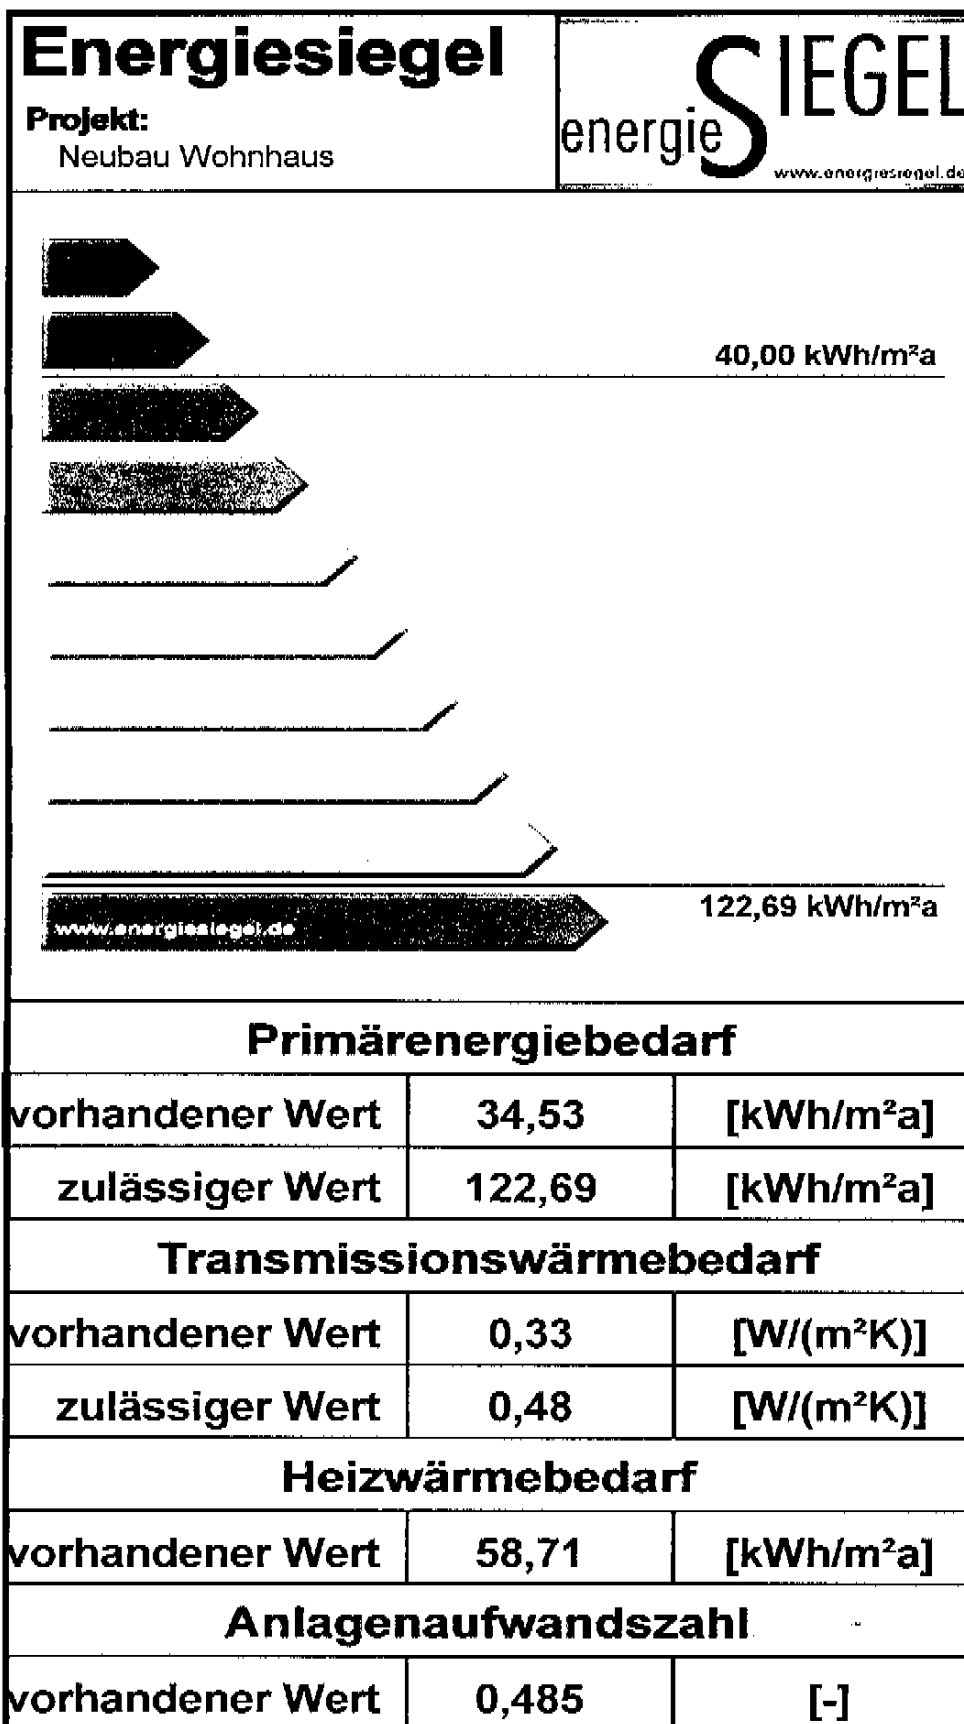 Energiesiegel
Projekt:
Neubau Wohnhaus
energieSIEGEL
www.energiesiegel.de
40,00 kWh/m²a
122,69 kWh/m²a
www.energiesiegel.de
Primärenergiebedarf
vorhandener Wert 34,53 [kWh/m²a]
zulässiger Wert 122,69 [kWh/m²a]
Transmissionswärmebedarf
vorhandener Wert 0,33 [W/(m²K)]
zulässiger Wert 0,48 [W/(m²K)]
Heizwärmebedarf
vorhandener Wert 58,71 [kWh/m²a]
Anlagenaufwandszahl
vorhandener Wert 0,485 [-]